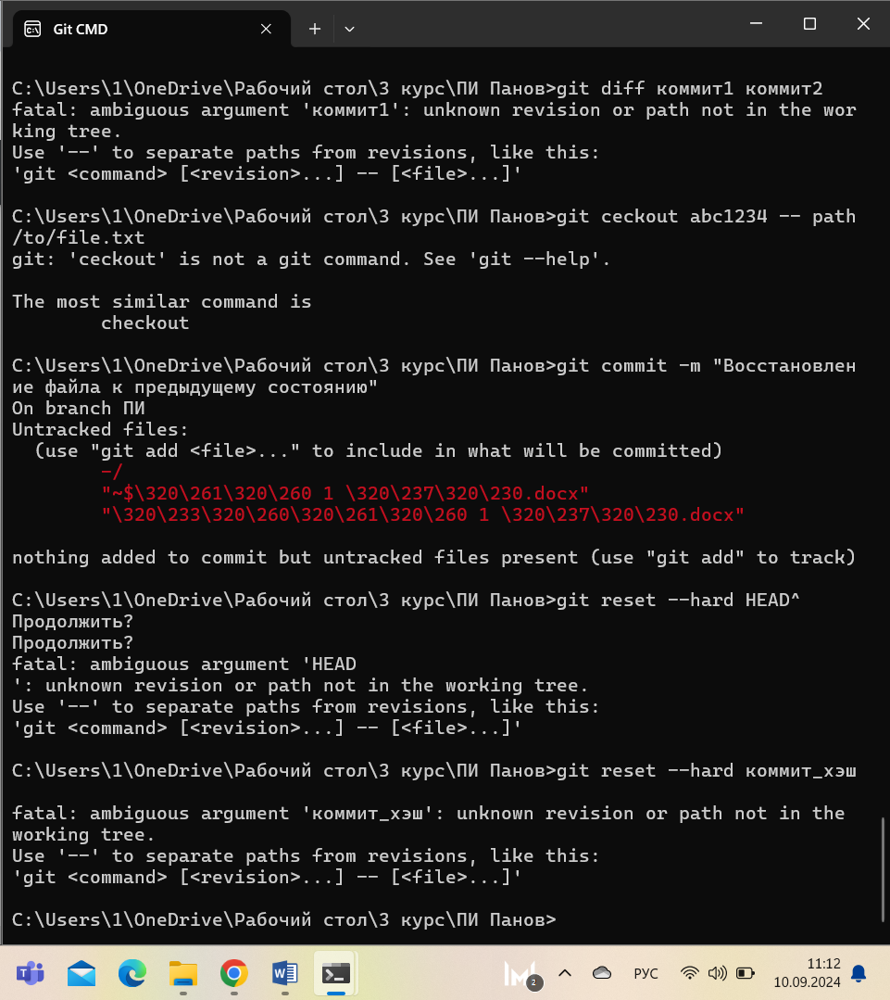 Git CMD
C:\Users\1\OneDrive\Рабочий стол\3 курс\ПИ Панов>git diff коммит1 коммит2
fatal: ambiguous argument 'коммит1': unknown revision or path not in the wor
king tree.
Use '--' to separate paths from revisions, like this:
'git <command> [<revision>...] -- [<file>...]'
C:\Users\1\OneDrive\Рабочий стол\3 курс\ПИ Панов>git ceckout abc1234 -- path
/to/file.txt
git: 'ceckout' is not a git command. See 'git --help'.
The most similar command is
checkout
C:\Users\1\OneDrive\Рабочий стол\3 курс\ПИ Панов>git commit -m "Восстановлен
ие файла к предыдущему состоянию"
On branch ПИ
Untracked files:
(use "git add <file>..." to include in what will be committed)
-/
"~$\320\261\320\260 1 \320\237\320\230.docx"
"\320\233\320\260\320\261\320\260 1 \320\237\320\230.docx"
nothing added to commit but untracked files present (use "git add" to track)
C:\Users\1\OneDrive\Рабочий стол\3 курс\ПИ Панов>git reset --hard HEAD^
Продолжить?
Продолжить?
fatal: ambiguous argument 'HEAD
': unknown revision or path not in the working tree.
Use '--' to separate paths from revisions, like this:
'git <command> [<revision>...] -- [<file>...]'
C:\Users\1\OneDrive\Рабочий стол\3 курс\ПИ Панов>git reset --hard коммит_хэш
fatal: ambiguous argument 'коммит_хэш': unknown revision or path not in the
working tree.
Use '--' to separate paths from revisions, like this:
'git <command> [<revision>...] -- [<file>...]'
C:\Users\1\OneDrive\Рабочий стол\3 курс\ПИ Панов>
2
РУС
11:12
10.09.2024